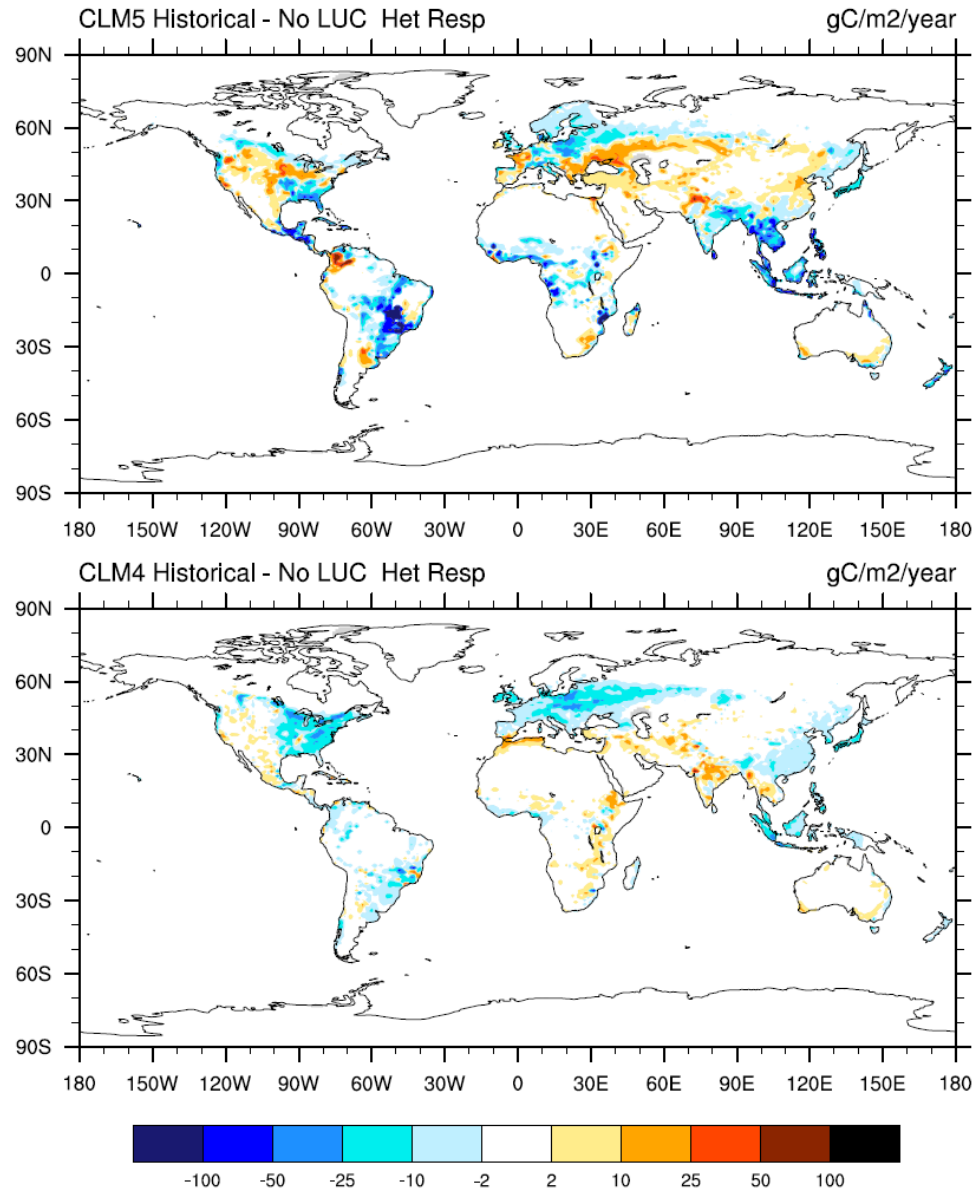 CLM5 Historical - No LUC  Het Resp gC/m2/year
90N
60N
30N
0
30S
60S
90S
180 150W 120W 90W 60W 30W 0 30E 60E 90E 120E 150E 180
CLM4 Historical - No LUC  Het Resp gC/m2/year
90N
60N
30N
0
30S
60S
90S
180 150W 120W 90W 60W 30W 0 30E 60E 90E 120E 150E 180
-100 -50 -25 -10 -2 2 10 25 50 100